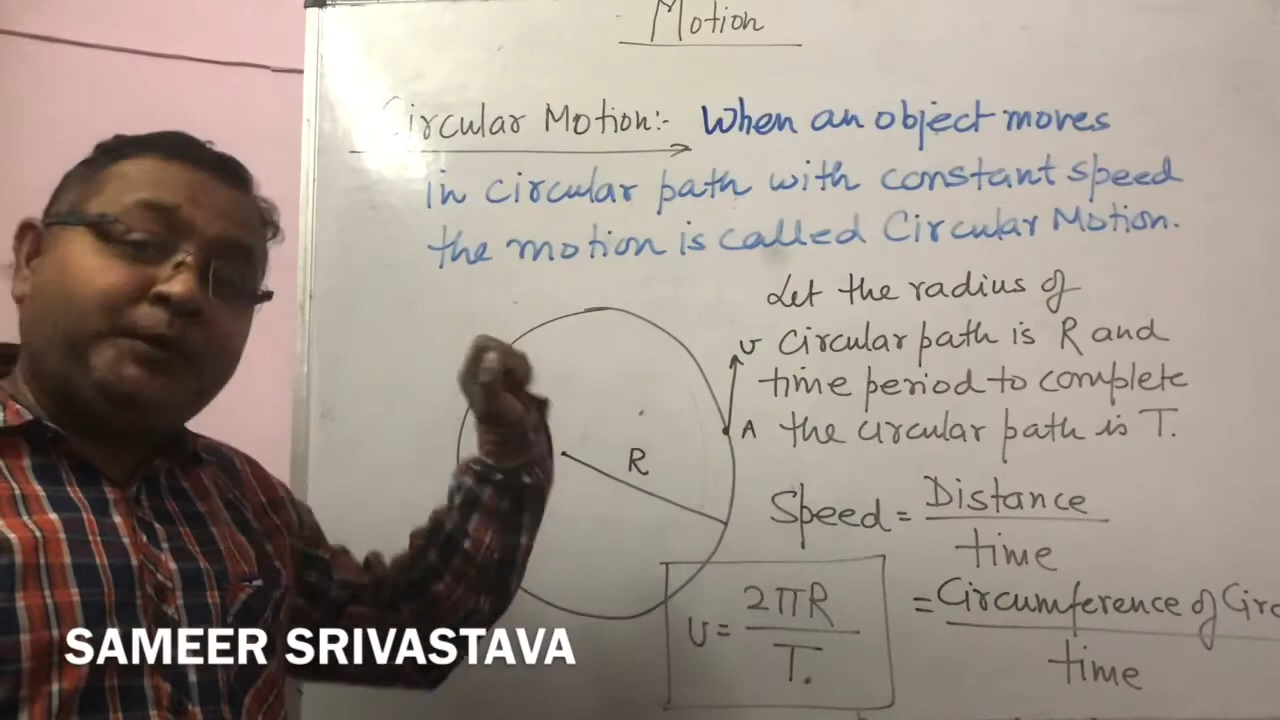 Motion
Circular Motion:- When an object moves
in circular path with constant speed
the motion is called Circular Motion.
Let the radius of
v circular path is R and
time period to complete
A the circular path is T.
R
Speed = Distance
time
= Circumference of Circ
time
v = 2πR
T.
SAMEER SRIVASTAVA